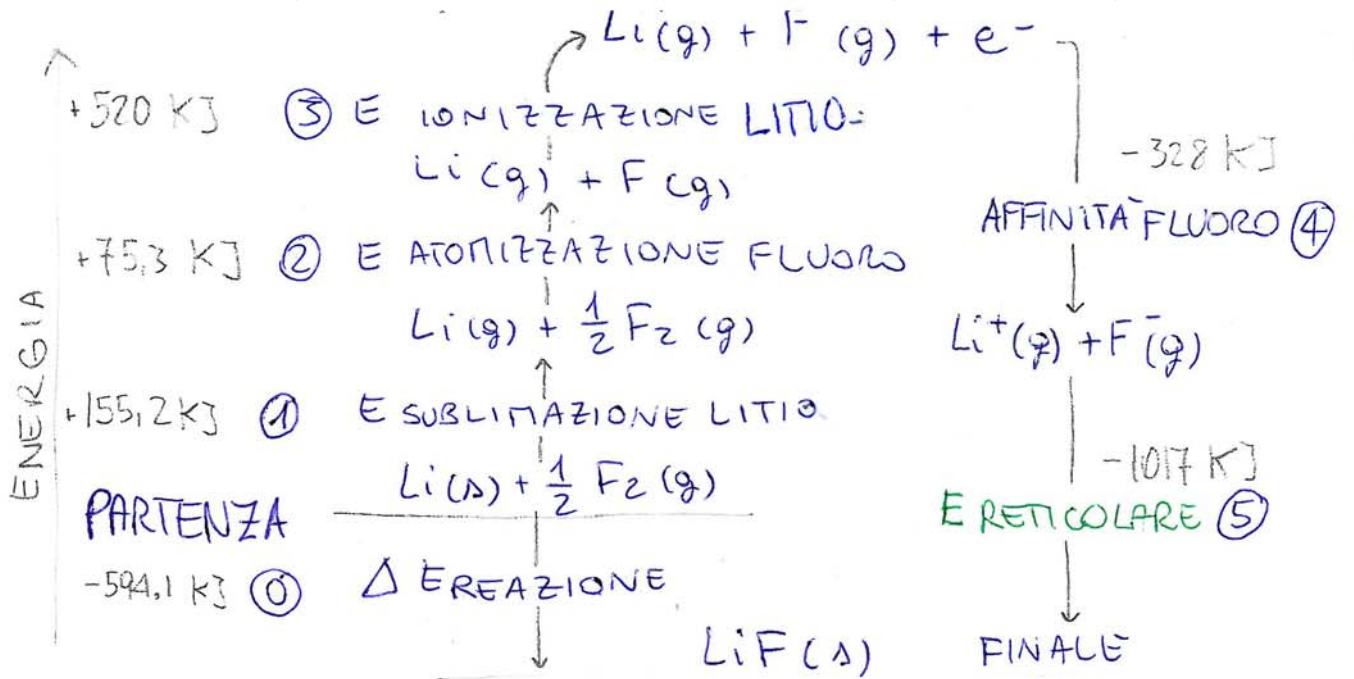 Li(g) + F (g) + e-
+520 KJ ③ E IONIZZAZIONE LITIO-
Li(g) + F(g)
-328 KJ
AFFINITÀ FLUORO ④
+75,3 KJ ② E ATOMIZZAZIONE FLUORO
Li(g) + 1/2 F2 (g)
Li+(g) + F-(g)
ENERGIA
+155,2 KJ ① E SUBLIMAZIONE LITIO
-1017 KJ
Li(s) + 1/2 F2 (g)
PARTENZA
E RETICOLARE ⑤
-594,1 KJ ⓪ Δ EREAZIONE
LiF(s) FINALE